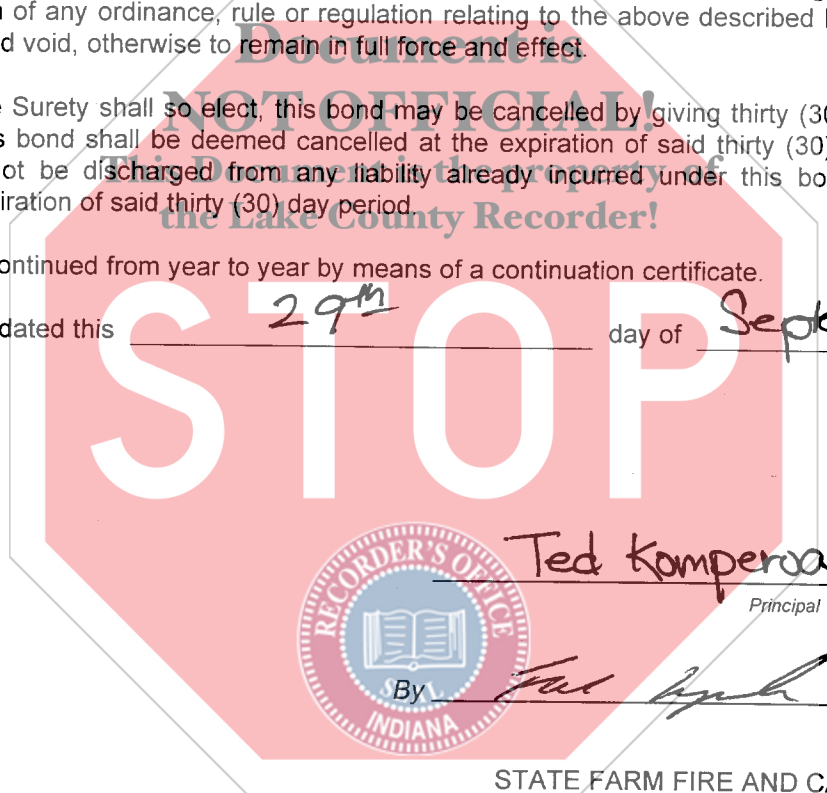 n of any ordinance, rule or regulation relating to the above described
d void, otherwise to remain in full force and effect.
Document is
NOT OFFICIAL!
This Document is the property of
the Lake County Recorder!
Surety shall so elect, this bond may be cancelled by giving thirty (30
s bond shall be deemed cancelled at the expiration of said thirty (30)
ot be discharged from any liability already incurred under this bo
iration of said thirty (30) day period.
ontinued from year to year by means of a continuation certificate.
dated this 29th day of Sept
STOP
Ted Komperoa
Principal
RECORDER'S OFFICE
SEAL
INDIANA
By
STATE FARM FIRE AND CA